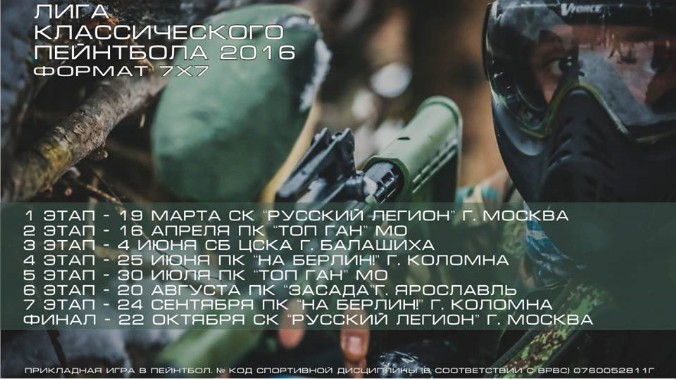 ЛИГА
КЛАССИЧЕСКОГО
ПЕЙНТБОЛА 2016
ФОРМАТ 7Х7
VFORCE
1 ЭТАП - 19 МАРТА СК "РУССКИЙ ЛЕГИОН" Г. МОСКВА
2 ЭТАП - 16 АПРЕЛЯ ПК "ТОП ГАН" МО
3 ЭТАП - 4 ИЮНЯ СБ ЦСКА Г. БАЛАШИХА
4 ЭТАП - 25 ИЮНЯ ПК "НА БЕРЛИН!" Г. КОЛОМНА
5 ЭТАП - 30 ИЮЛЯ ПК "ТОП ГАН" МО
6 ЭТАП - 20 АВГУСТА ПК "ЗАСАДА"Г. ЯРОСЛАВЛЬ
7 ЭТАП - 24 СЕНТЯБРЯ ПК "НА БЕРЛИН!" Г. КОЛОМНА
ФИНАЛ - 22 ОКТЯБРЯ СК "РУССКИЙ ЛЕГИОН" Г. МОСКВА
ПРИКЛАДНАЯ ИГРА В ПЕЙНТБОЛ. № КОД СПОРТИВНОЙ ДИСЦИПЛИНЫ (В СООТВЕТСТВИИ С ВРВС) 0760052811Г